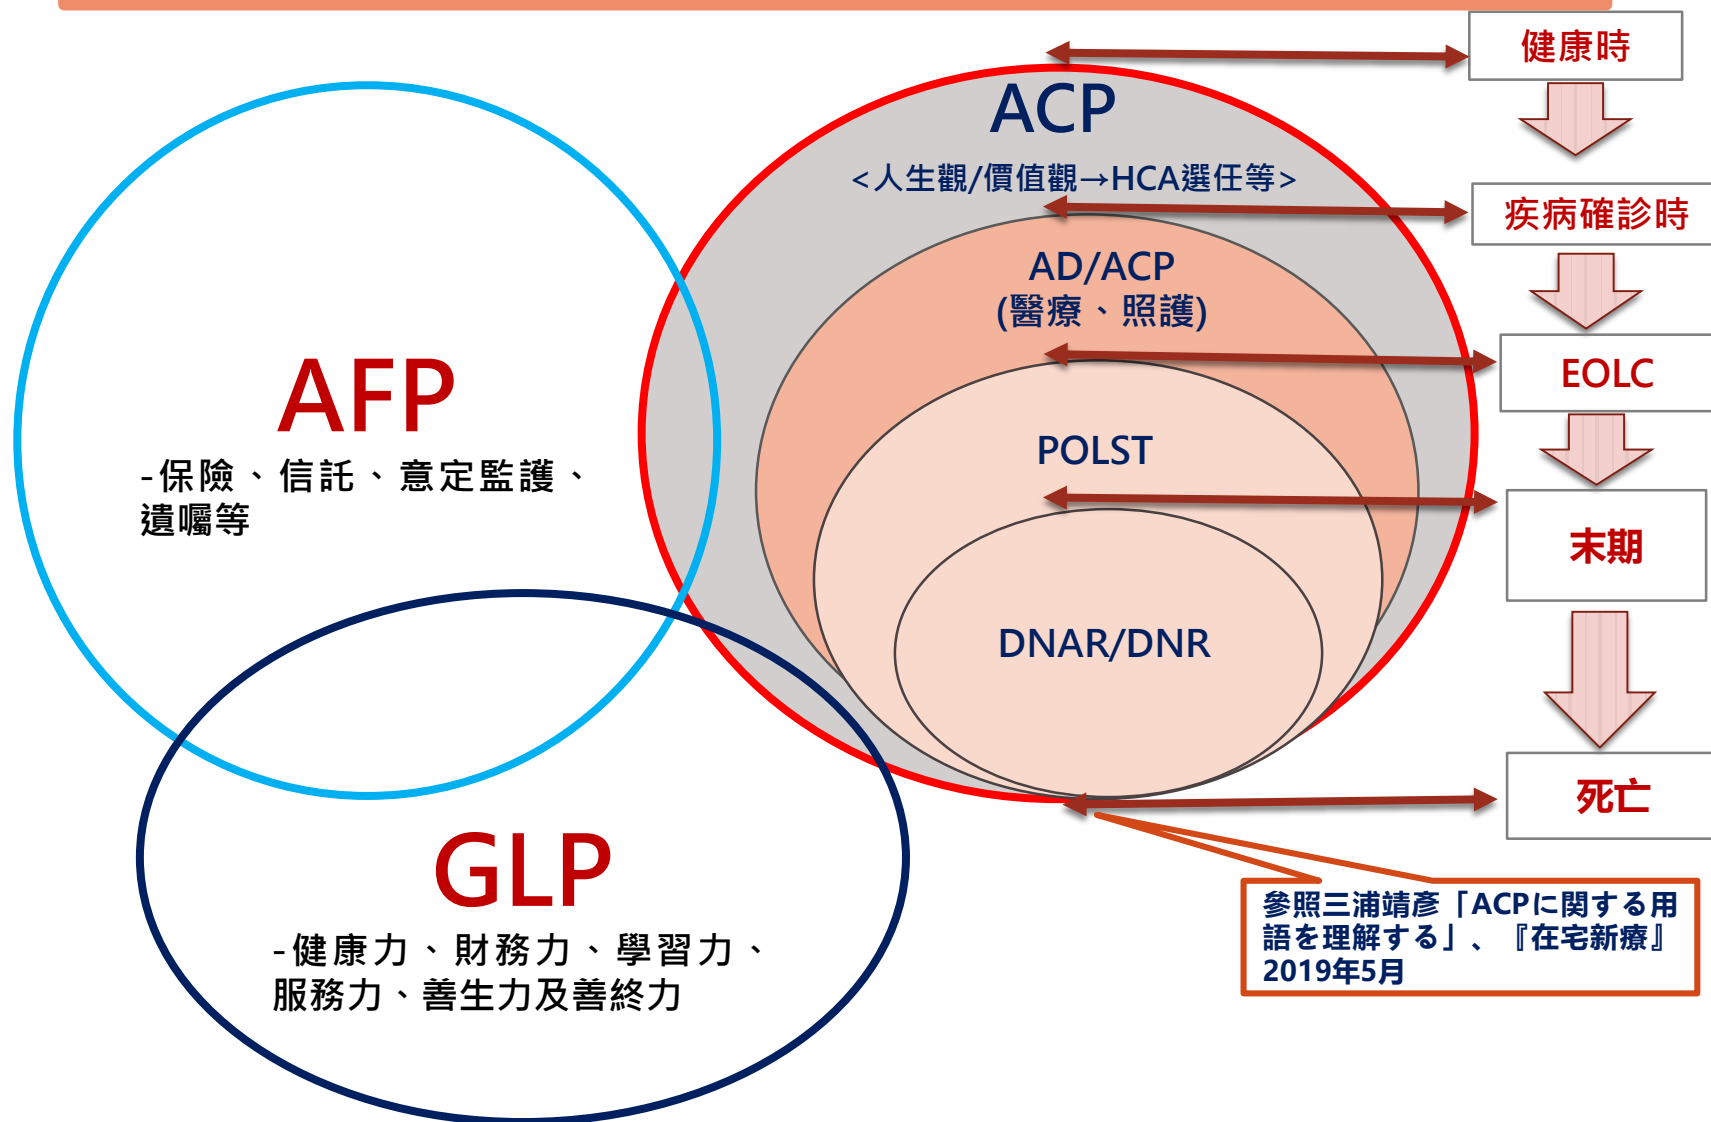 ACP
<人生觀/價值觀→HCA選任等>
AD/ACP
(醫療、照護)
POLST
DNAR/DNR
AFP
-保險、信託、意定監護、
遺囑等
GLP
-健康力、財務力、學習力、
服務力、善生力及善終力
健康時
疾病確診時
EOLC
末期
死亡
參照三浦靖彥「ACPに関する用
語を理解する」、『在宅新療』
2019年5月